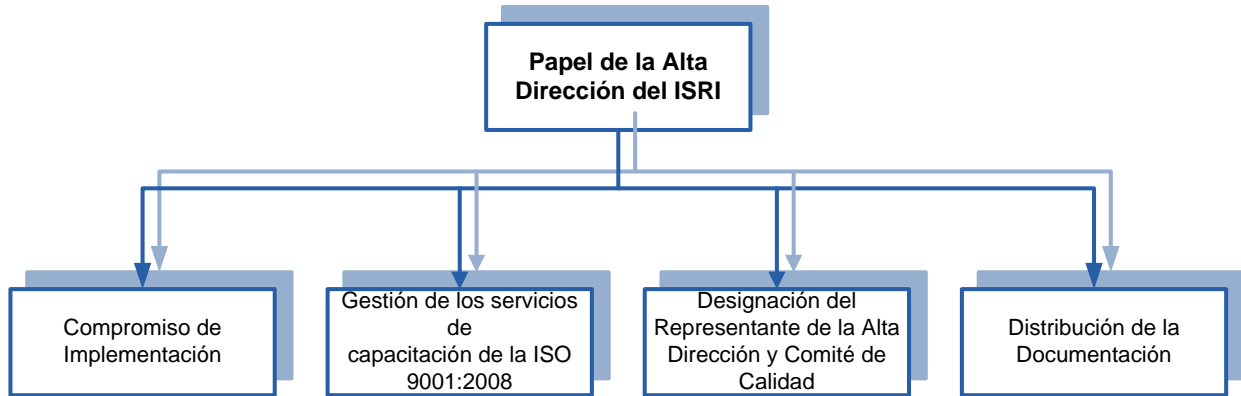 Papel de la Alta
Dirección del ISRI
Compromiso de
Implementación
Gestión de los servicios
de
capacitación de la ISO
9001:2008
Designación del
Representante de la Alta
Dirección y Comité de
Calidad
Distribución de la
Documentación